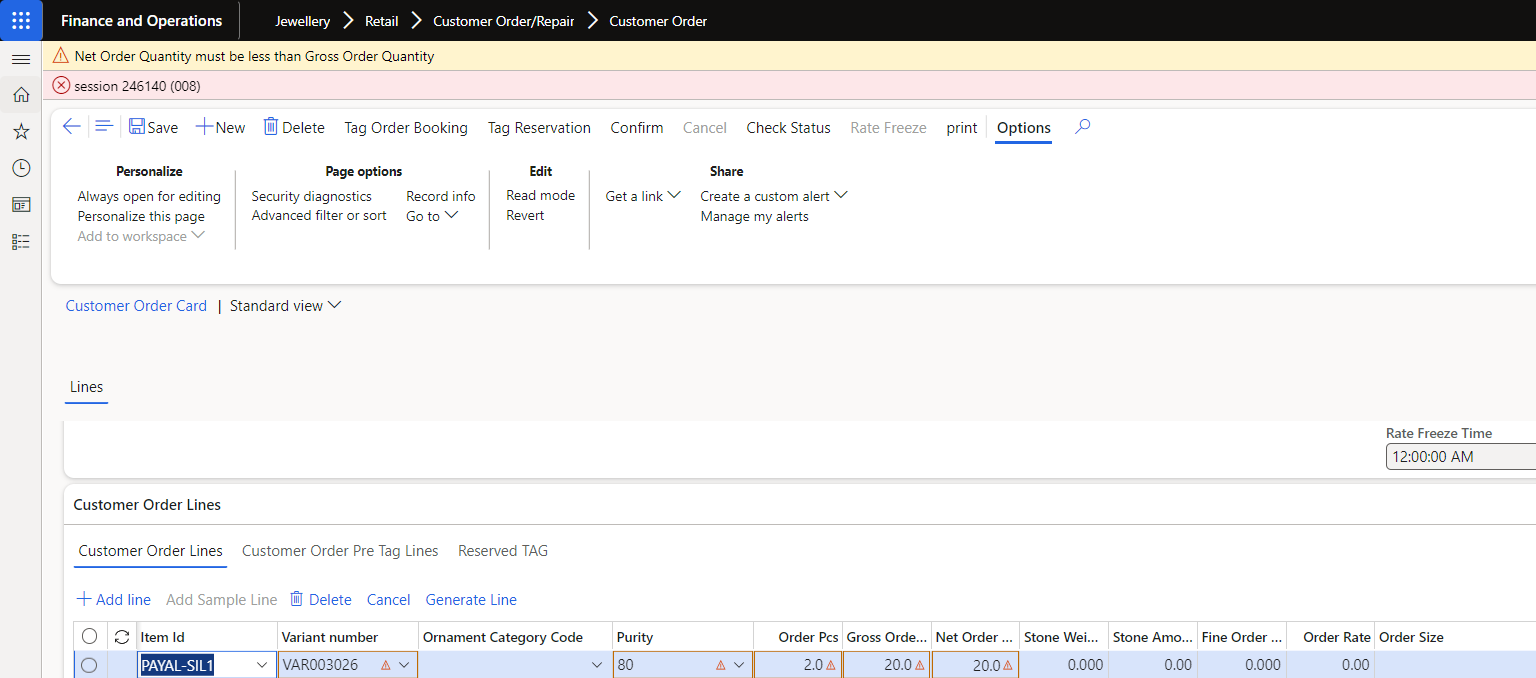 Finance and Operations Jewellery Retail Customer Order/Repair Customer Order
Net Order Quantity must be less than Gross Order Quantity
session 246140 (008)
Save New Delete Tag Order Booking Tag Reservation Confirm Cancel Check Status Rate Freeze print Options
Personalize Page options Edit Share
Always open for editing Security diagnostics Record info Read mode Get a link Create a custom alert
Personalize this page Advanced filter or sort Go to Revert Manage my alerts
Add to workspace
Customer Order Card | Standard view
Lines
Rate Freeze Time
12:00:00 AM
Customer Order Lines
Customer Order Lines Customer Order Pre Tag Lines Reserved TAG
Add line Add Sample Line Delete Cancel Generate Line
Item Id Variant number Ornament Category Code Purity Order Pcs Gross Orde... Net Order ... Stone Wei... Stone Amo... Fine Order ... Order Rate Order Size
PAYAL-SIL1 VAR003026 80 2.0 20.0 20.0 0.000 0.00 0.000 0.00